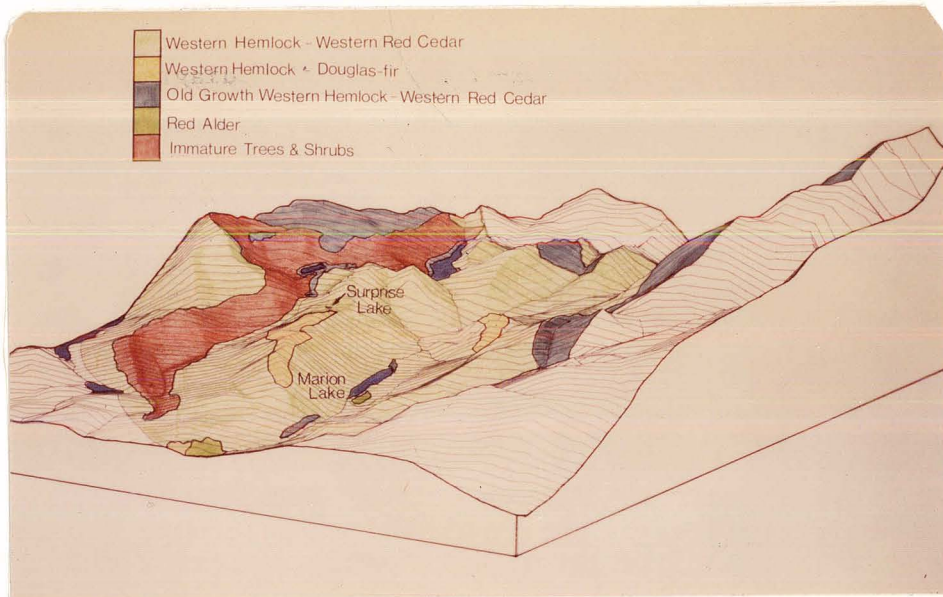 Western Hemlock - Western Red Cedar
Western Hemlock - Douglas-fir
Old Growth Western Hemlock - Western Red Cedar
Red Alder
Immature Trees & Shrubs
Surprise
Lake
Marion
Lake